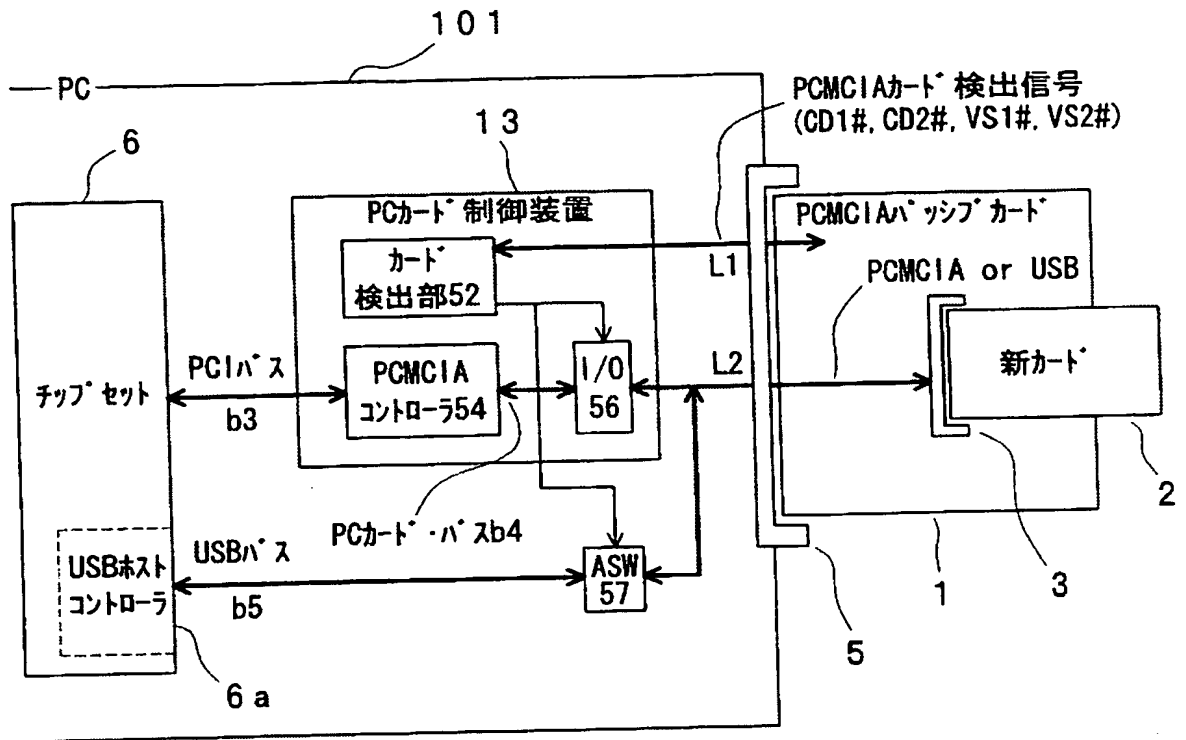 101
PC
PCMCIAカード検出信号
(CD1#, CD2#, VS1#, VS2#)
6
13
PCカード制御装置
PCMCIAパッシブカード
カード
検出部52
L1
PCMCIA or USB
PCIバス
b3
チップセット
PCMCIA
コントローラ54
I/O
56
L2
新カード
2
PCカード・バスb4
USBホスト
コントローラ
USBバス
b5
ASW
57
3
1
5
6a